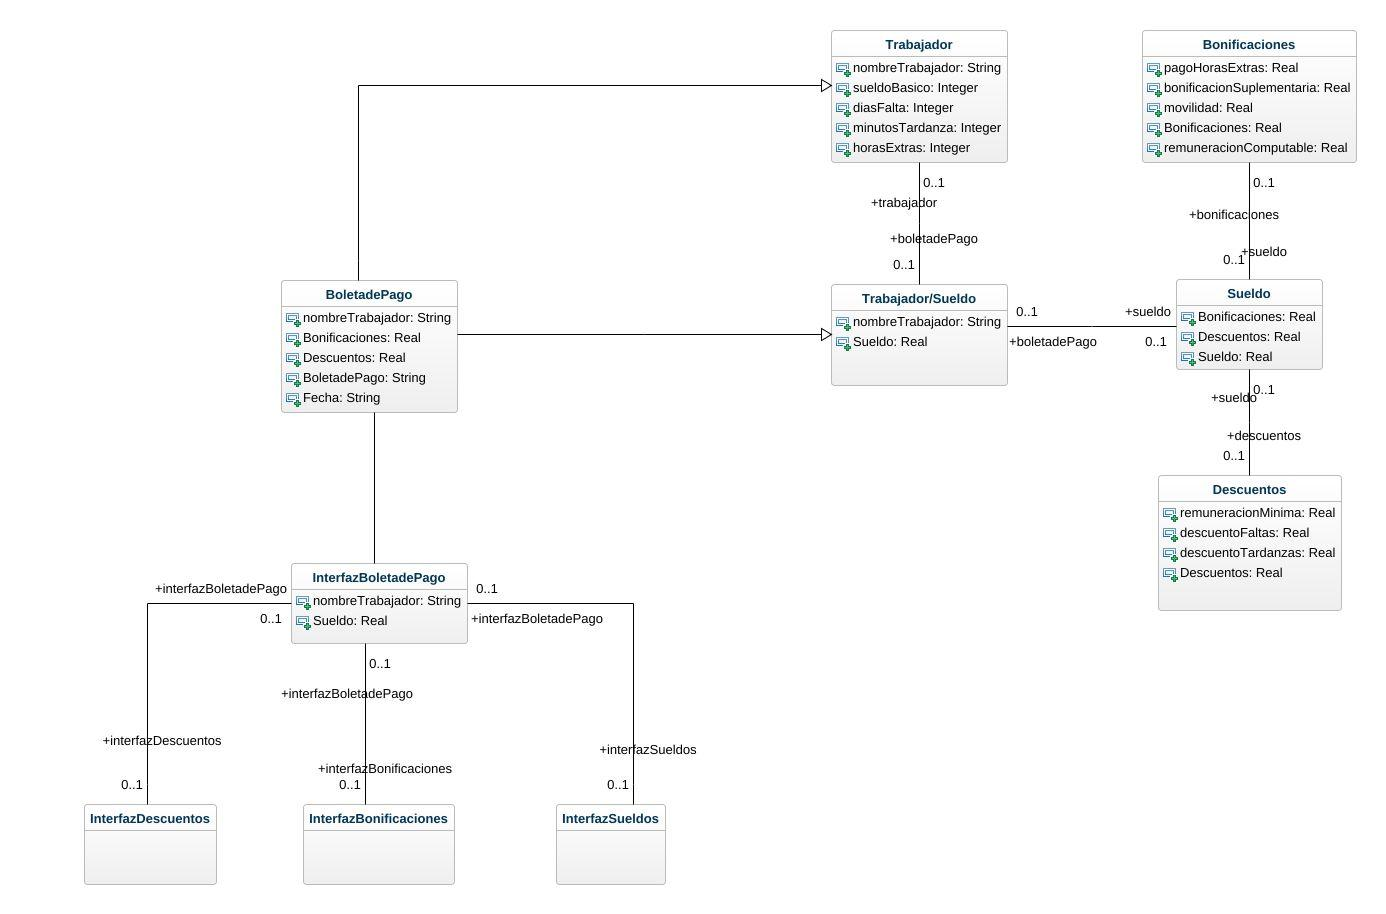 Trabajador
nombreTrabajador: String
sueldoBasico: Integer
diasFalta: Integer
minutosTardanza: Integer
horasExtras: Integer
Bonificaciones
pagoHorasExtras: Real
bonificacionSuplementaria: Real
movilidad: Real
Bonificaciones: Real
remuneracionComputable: Real
0..1
+trabajador
+boletadePago
0..1
0..1
+bonificaciones
+sueldo
0..1
BoletadePago
nombreTrabajador: String
Bonificaciones: Real
Descuentos: Real
BoletadePago: String
Fecha: String
Trabajador/Sueldo
nombreTrabajador: String
Sueldo: Real
0..1
+boletadePago
+sueldo
0..1
Sueldo
Bonificaciones: Real
Descuentos: Real
Sueldo: Real
0..1
+sueldo
+descuentos
0..1
Descuentos
remuneracionMinima: Real
descuentoFaltas: Real
descuentoTardanzas: Real
Descuentos: Real
InterfazBoletadePago
nombreTrabajador: String
Sueldo: Real
+interfazBoletadePago
0..1
0..1
+interfazBoletadePago
0..1
+interfazBoletadePago
+interfazDescuentos
0..1
+interfazBonificaciones
0..1
+interfazSueldos
0..1
InterfazDescuentos
InterfazBonificaciones
InterfazSueldos